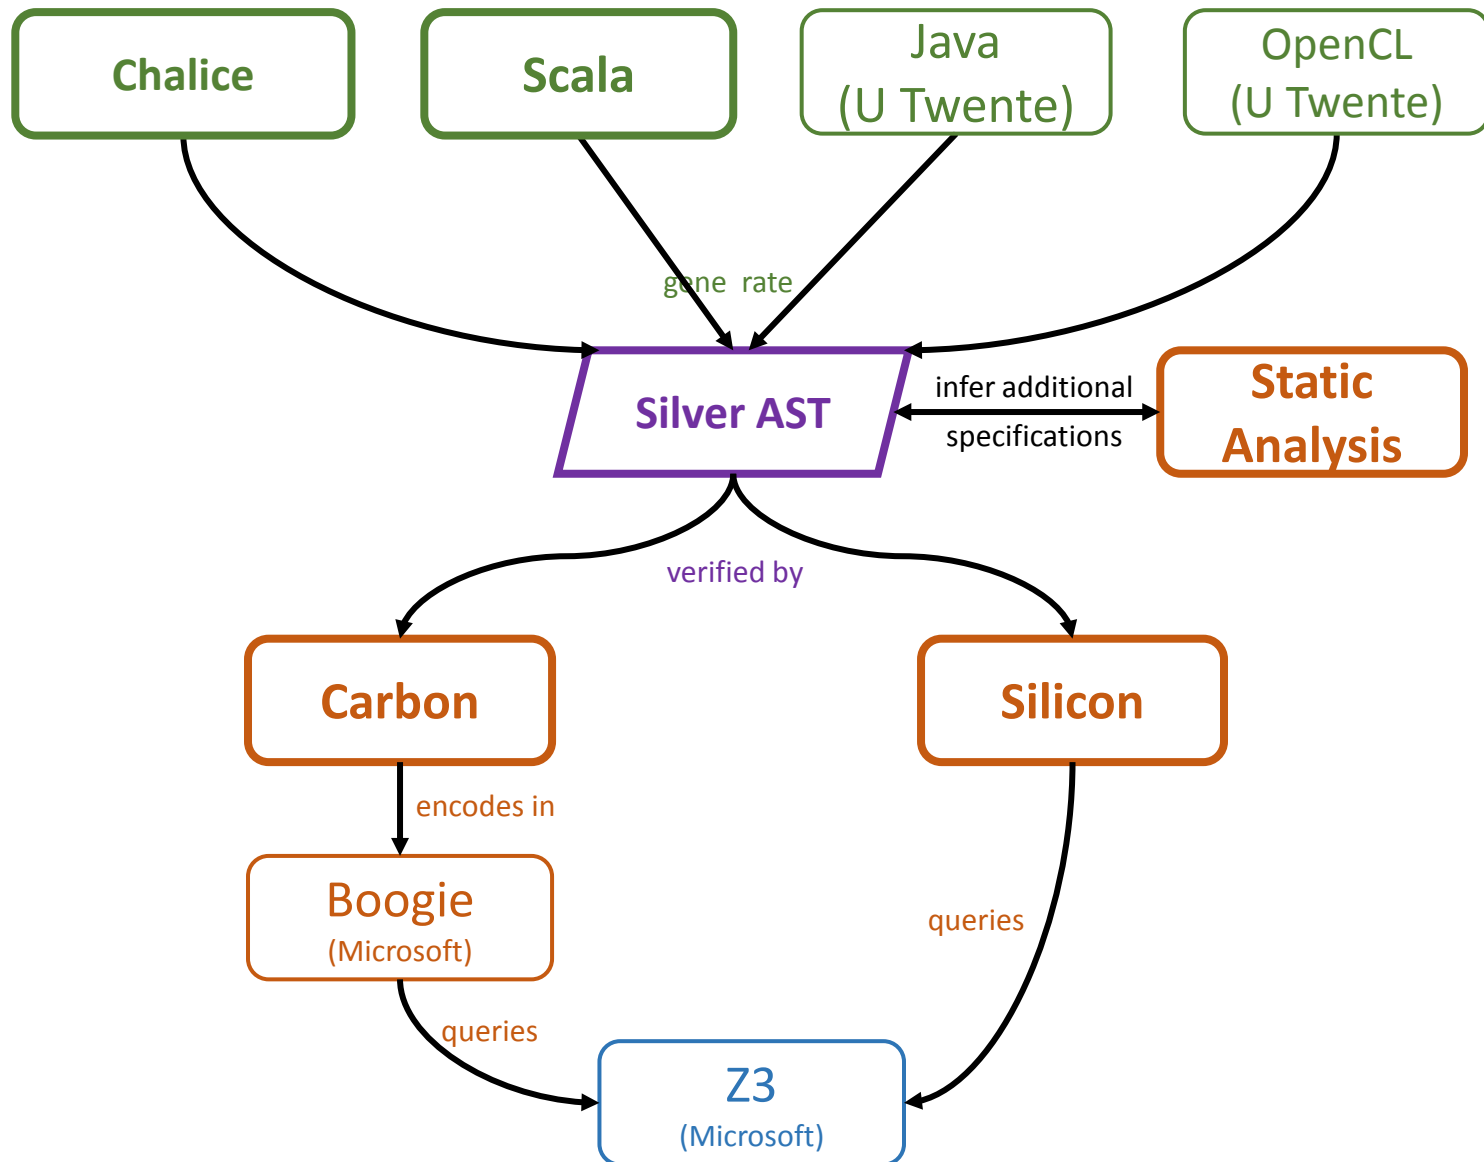 Chalice
Scala
Java
(U Twente)
OpenCL
(U Twente)
gene rate
Silver AST
infer additional
specifications
Static
Analysis
verified by
Carbon
Silicon
encodes in
Boogie
(Microsoft)
queries
queries
Z3
(Microsoft)